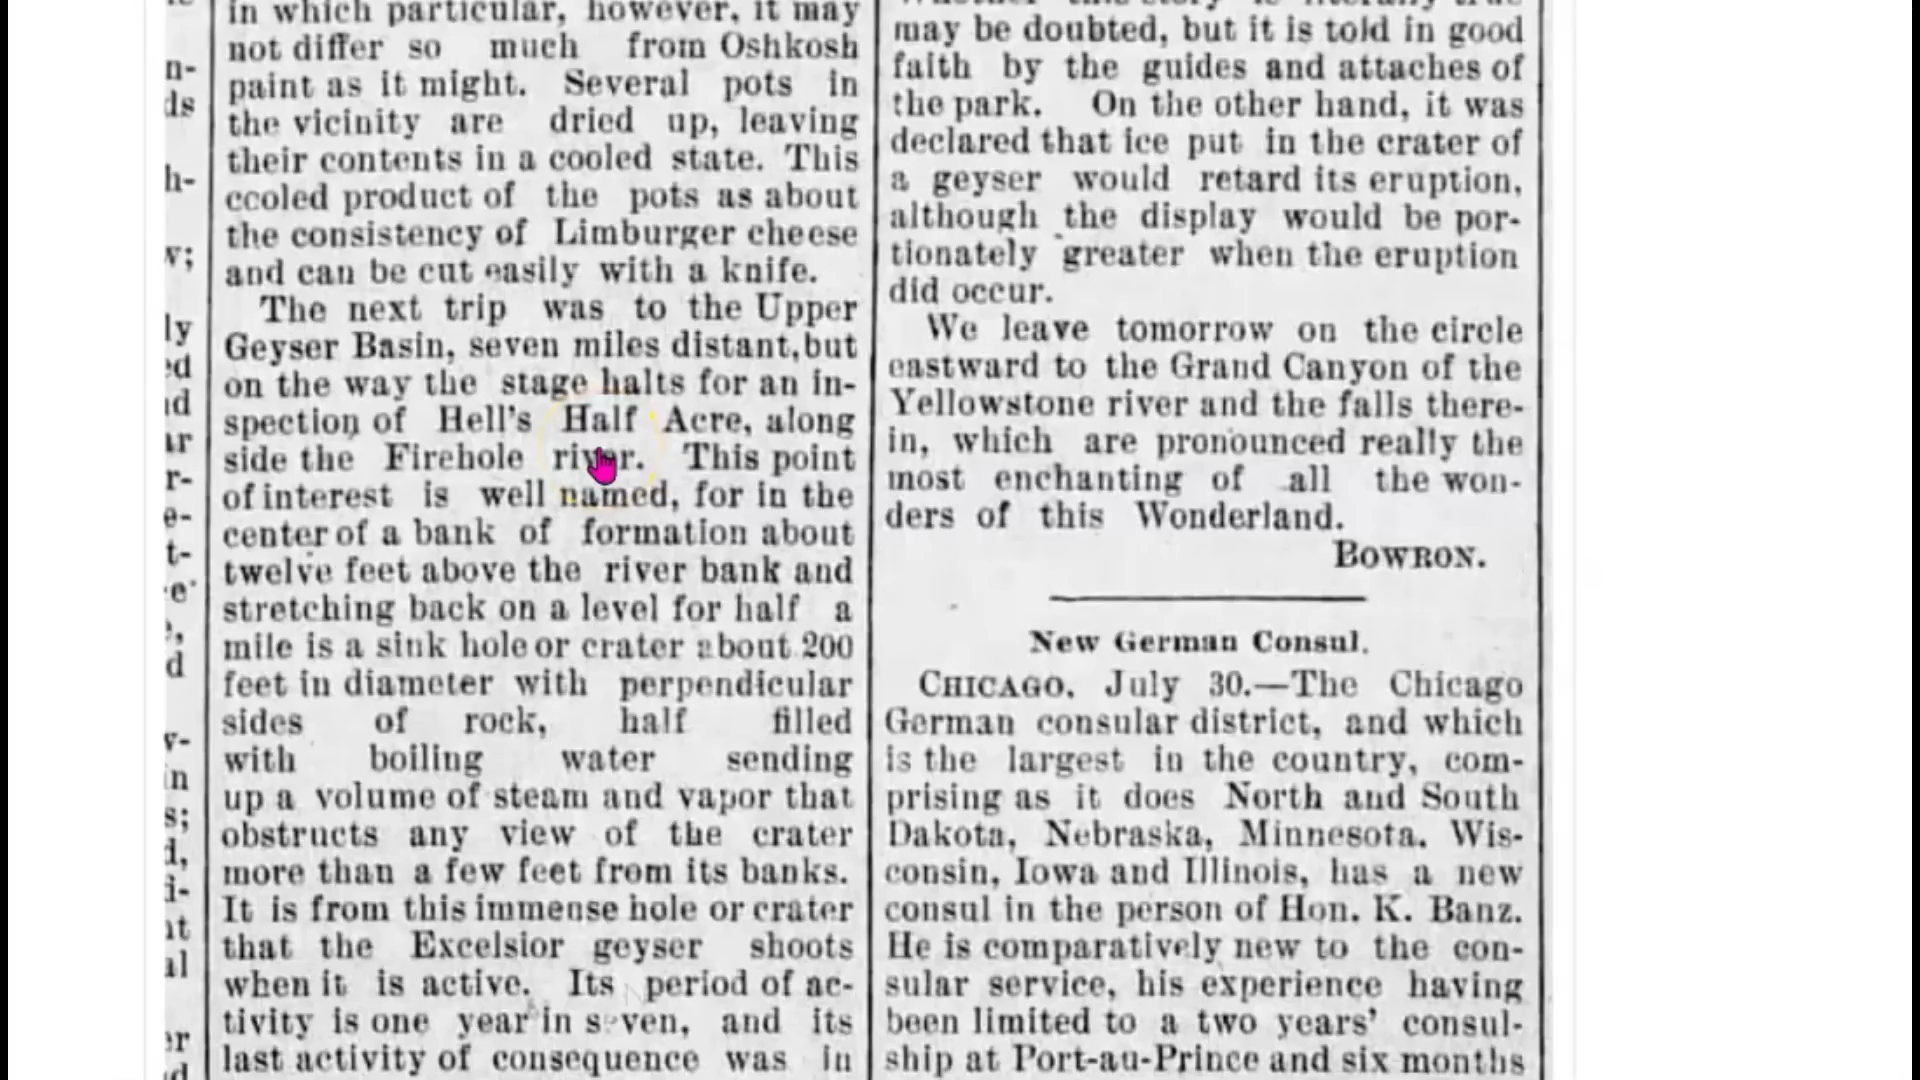 n-
ds
h-
v;
ly
ed
nd
ar
r-
e-
t-
e
d
v-
in
s;
d,
i-
nt
al
er
d
in which particular, however, it may
not differ so much from Oshkosh
paint as it might. Several pots in
the vicinity are dried up, leaving
their contents in a cooled state. This
ccoled product of the pots as about
the consistency of Limburger cheese
and can be cut easily with a knife.
The next trip was to the Upper
Geyser Basin, seven miles distant, but
on the way the stage halts for an in-
spection of Hell's Half Acre, along
side the Firehole river. This point
of interest is well named, for in the
center of a bank of formation about
twelve feet above the river bank and
stretching back on a level for half a
mile is a sink hole or crater about 200
feet in diameter with perpendicular
sides of rock, half filled
with boiling water sending
up a volume of steam and vapor that
obstructs any view of the crater
more than a few feet from its banks.
It is from this immense hole or crater
that the Excelsior geyser shoots
when it is active. Its period of ac-
tivity is one year in seven, and its
last activity of consequence was in
Whether this story is literally true
may be doubted, but it is told in good
faith by the guides and attaches of
the park. On the other hand, it was
declared that ice put in the crater of
a geyser would retard its eruption,
although the display would be por-
tionately greater when the eruption
did occur.
We leave tomorrow on the circle
eastward to the Grand Canyon of the
Yellowstone river and the falls there-
in, which are pronounced really the
most enchanting of all the won-
ders of this Wonderland.
BOWRON.
New German Consul.
CHICAGO, July 30.—The Chicago
German consular district, and which
is the largest in the country, com-
prising as it does North and South
Dakota, Nebraska, Minnesota, Wis-
consin, Iowa and Illinois, has a new
consul in the person of Hon. K. Banz.
He is comparatively new to the con-
sular service, his experience having
been limited to a two years' consul-
ship at Port-au-Prince and six months